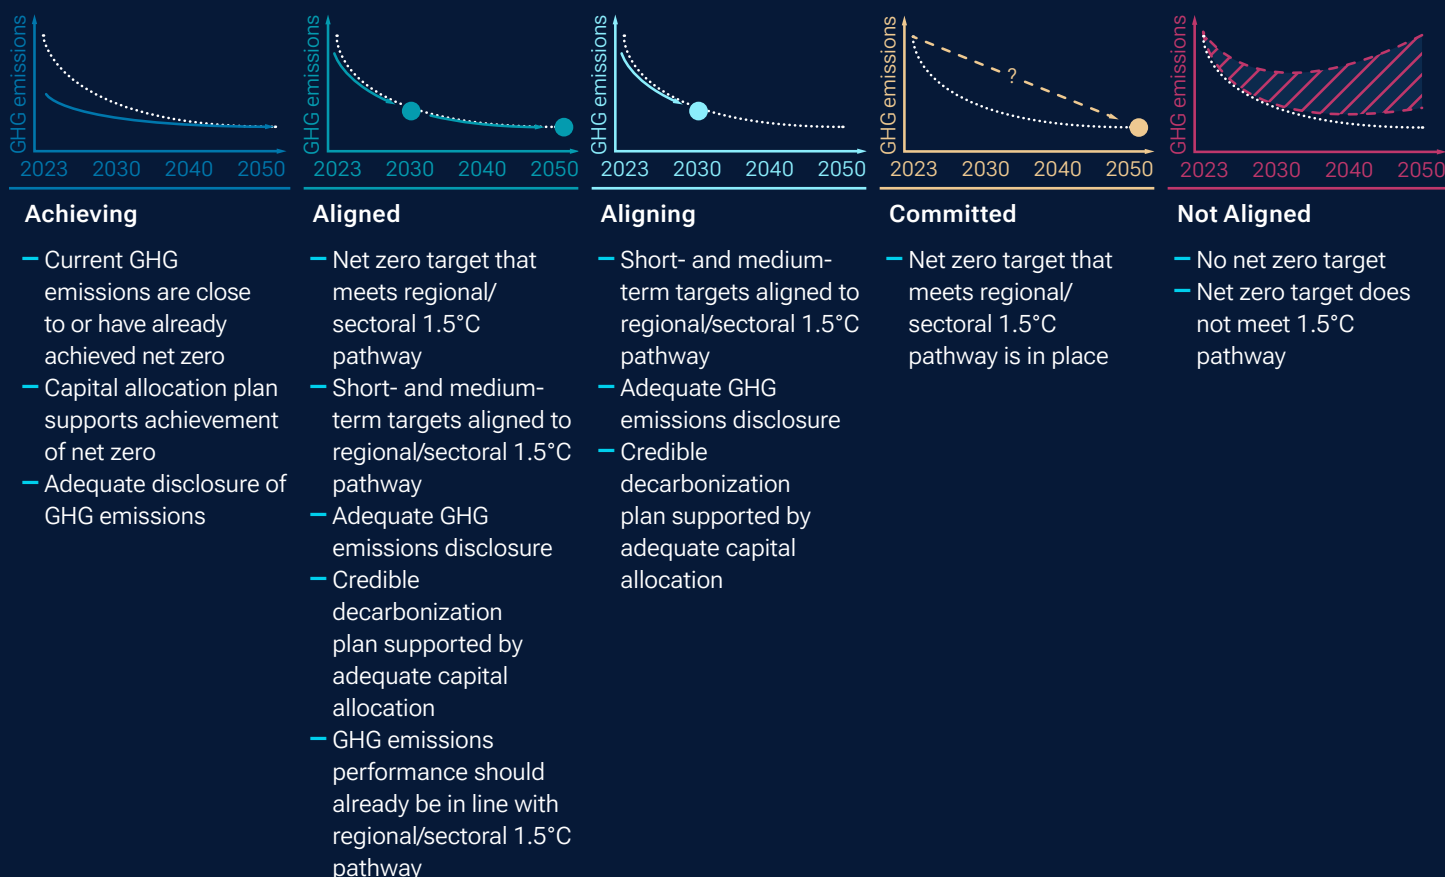 GHG emissions
2023 2030 2040 2050
Achieving
– Current GHG
emissions are close
to or have already
achieved net zero
– Capital allocation plan
supports achievement
of net zero
– Adequate disclosure of
GHG emissions
GHG emissions
2023 2030 2040 2050
Aligned
– Net zero target that
meets regional/
sectoral 1.5°C
pathway
– Short- and medium-
term targets aligned to
regional/sectoral 1.5°C
pathway
– Adequate GHG
emissions disclosure
– Credible
decarbonization
plan supported by
adequate capital
allocation
– GHG emissions
performance should
already be in line with
regional/sectoral 1.5°C
pathway
GHG emissions
2023 2030 2040 2050
Aligning
– Short- and medium-
term targets aligned to
regional/sectoral 1.5°C
pathway
– Adequate GHG
emissions disclosure
– Credible
decarbonization
plan supported by
adequate capital
allocation
GHG emissions
?
2023 2030 2040 2050
Committed
– Net zero target that
meets regional/
sectoral 1.5°C
pathway is in place
GHG emissions
2023 2030 2040 2050
Not Aligned
– No net zero target
– Net zero target does
not meet 1.5°C
pathway